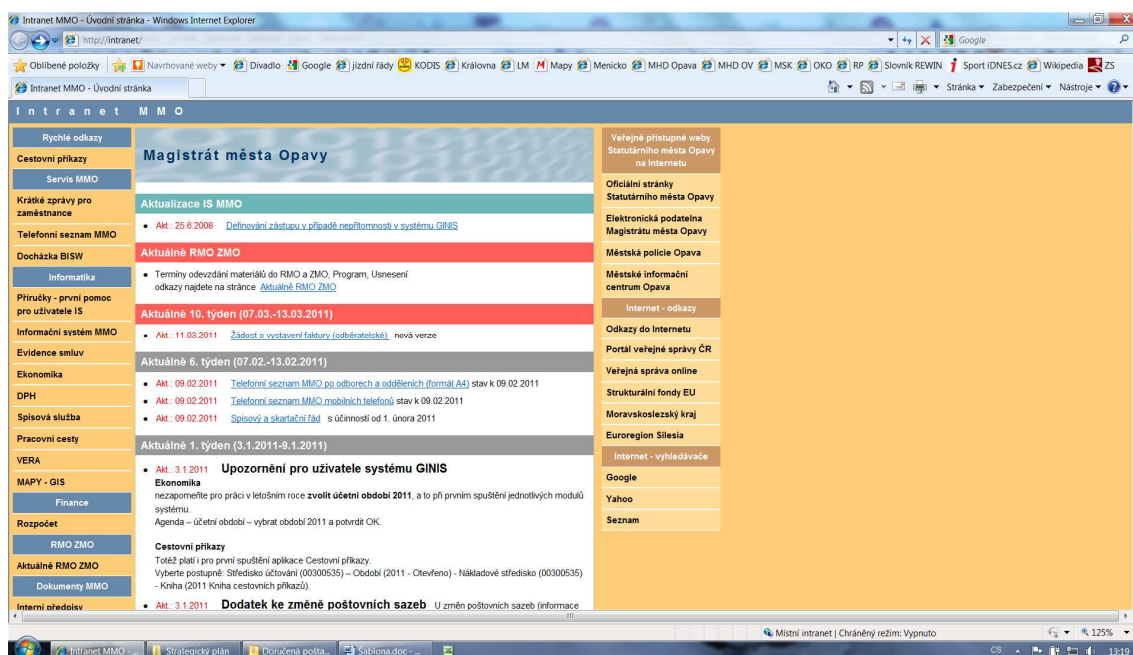 Intranet MMO - Úvodní stránka - Windows Internet Explorer
http://intranet/
Google
Oblíbené položky Navrhované weby Divadlo Google jízdní řády KODIS Královna LM Mapy Menicko MHD Opava MHD OV MSK OKO RP Slovník REWIN Sport iDNES.cz Wikipedia ZS
Intranet MMO - Úvodní stránka
Stránka Zabezpečení Nástroje
Intranet MMO
Rychlé odkazy
Cestovní příkazy
Servis MMO
Krátké zprávy pro
zaměstnance
Telefonní seznam MMO
Docházka BISW
Informatika
Příručky - první pomoc
pro uživatele IS
Informační systém MMO
Evidence smluv
Ekonomika
DPH
Spisová služba
Pracovní cesty
VERA
MAPY - GIS
Finance
Rozpočet
RMO ZMO
Aktuálně RMO ZMO
Dokumenty MMO
Interní předpisy
Magistrát města Opavy
Aktualizace IS MMO
• Akt.: 25.6.2008 Definování zástupu v případě nepřítomnosti v systému GINIS
Aktuálně RMO ZMO
• Termíny odevzdání materiálů do RMO a ZMO, Program, Usnesení
odkazy najdete na stránce Aktuálně RMO ZMO
Aktuálně 10. týden (07.03.-13.03.2011)
• Akt.: 11.03.2011 Žádost o vystavení faktury (odběratelské) nová verze
Aktuálně 6. týden (07.02.-13.02.2011)
• Akt.: 09.02.2011 Telefonní seznam MMO po odborech a odděleních (formát A4) stav k 09.02.2011
• Akt.: 09.02.2011 Telefonní seznam MMO mobilních telefonů stav k 09.02.2011
• Akt.: 09.02.2011 Spisový a skartační řád s účinností od 1. února 2011
Aktuálně 1. týden (3.1.2011-9.1.2011)
• Akt.: 3.1.2011 Upozornění pro uživatele systému GINIS
Ekonomika
nezapomeňte pro práci v letošním roce zvolit účetní období 2011, a to při prvním spuštění jednotlivých modulů
systému.
Agenda – účetní období – vybrat období 2011 a potvrdit OK.
Cestovní příkazy
Totéž platí i pro první spuštění aplikace Cestovní příkazy.
Vyberte postupně: Středisko účtování (00300535) – Období (2011 - Otevřeno) - Nákladové středisko (00300535)
- Kniha (2011 Kniha cestovních příkazů).
• Akt.: 3.1.2011 Dodatek ke změně poštovních sazeb U změn poštovních sazeb (informace
Veřejně přístupné weby
Statutárního města Opavy
na Internetu
Oficiální stránky
Statutárního města Opavy
Elektronická podatelna
Magistrátu města Opavy
Městská policie Opava
Městské informační
centrum Opava
Internet - odkazy
Odkazy do Internetu
Portál veřejné správy ČR
Veřejná správa online
Strukturální fondy EU
Moravskoslezský kraj
Euroregion Silesia
Internet - vyhledávače
Google
Yahoo
Seznam
Místní intranet | Chráněný režim: Vypnuto
125%
Intranet MMO - ... Strategický plán Doručená pošta... Šablona.doc - ...
CS 13:19